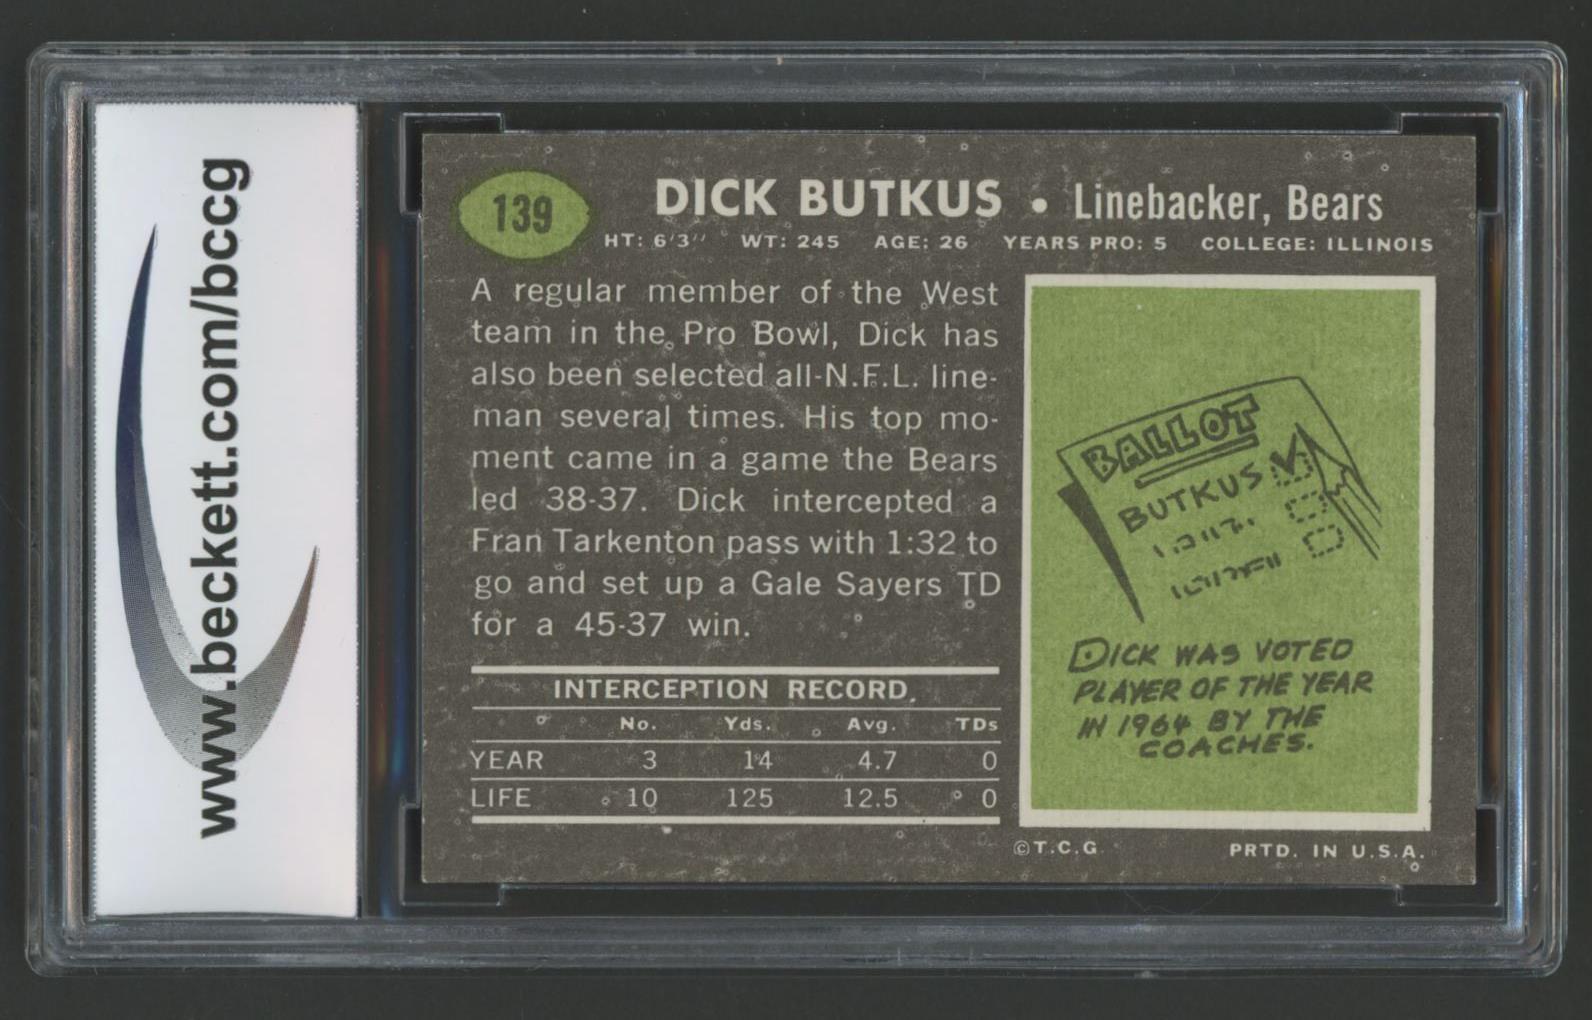 www.beckett.com/bccg
139
DICK BUTKUS • Linebacker, Bears
HT: 6'3" WT: 245 AGE: 26 YEARS PRO: 5 COLLEGE: ILLINOIS
A regular member of the West
team in the Pro Bowl, Dick has
also been selected all-N.F.L. line-
man several times. His top mo-
ment came in a game the Bears
led 38-37. Dick intercepted a
Fran Tarkenton pass with 1:32 to
go and set up a Gale Sayers TD
for a 45-37 win.
INTERCEPTION RECORD
No. Yds. Avg. TDs
YEAR 3 14 4.7 0
LIFE 10 125 12.5 0
BALLOT
BUTKUS
DICK WAS VOTED
PLAYER OF THE YEAR
IN 1964 BY THE
COACHES.
©T.C.G. PRTD. IN U.S.A.